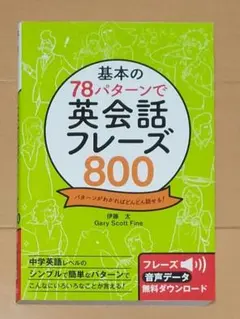 基本の
78パターンで
英会話
フレーズ
800
パターンがわかればどんどん話せる!
伊藤 太
Gary Scott Fine
中学英語レベルの
シンプルで簡単なパターンで
こんなにいろいろなことが言える!
フレーズ
音声データ
無料ダウンロード